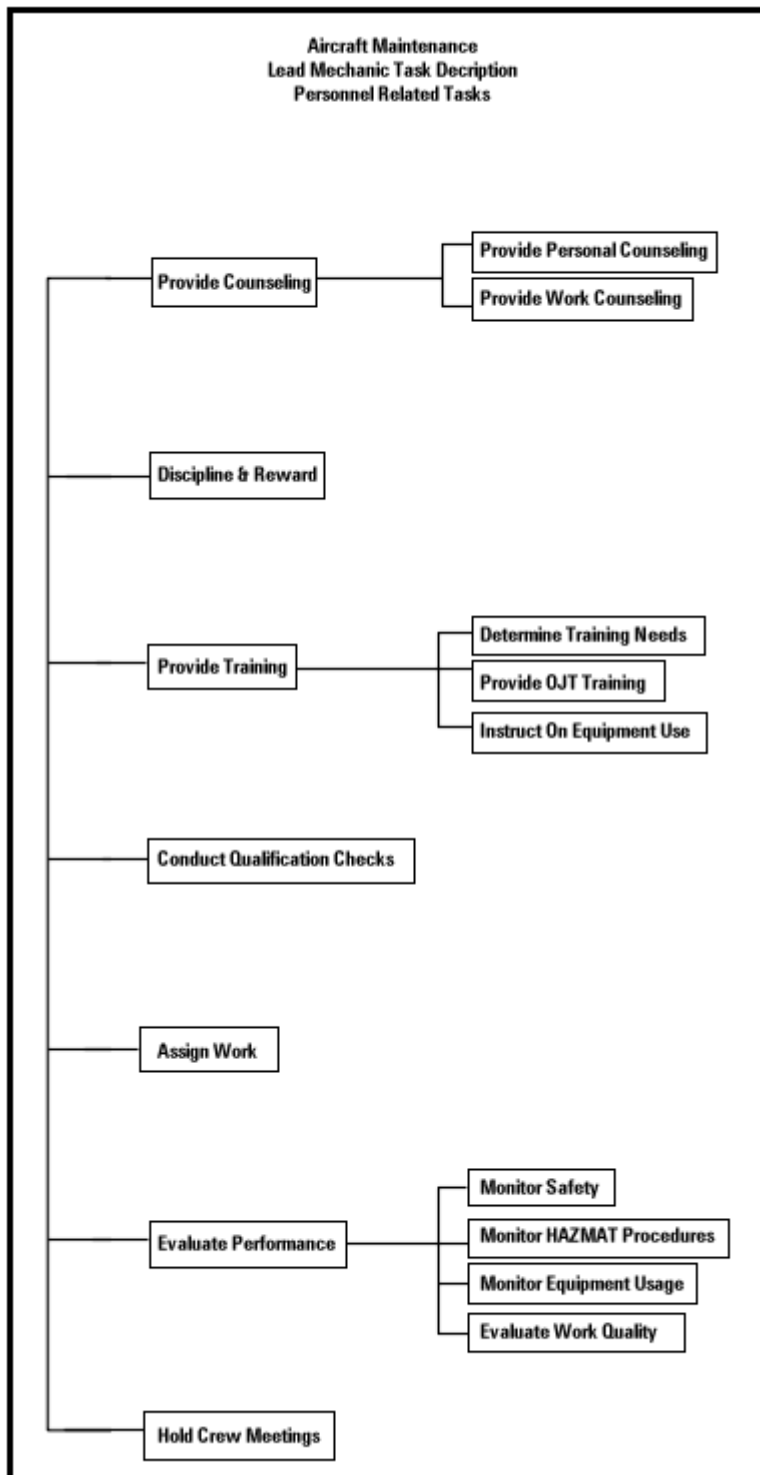 Aircraft Maintenance
Lead Mechanic Task Decription
Personnel Related Tasks
Provide Counseling
Provide Personal Counseling
Provide Work Counseling
Discipline & Reward
Provide Training
Determine Training Needs
Provide OJT Training
Instruct On Equipment Use
Conduct Qualification Checks
Assign Work
Evaluate Performance
Monitor Safety
Monitor HAZMAT Procedures
Monitor Equipment Usage
Evaluate Work Quality
Hold Crew Meetings